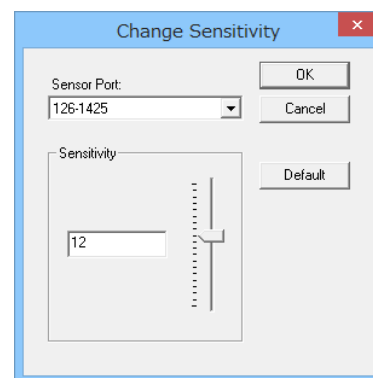 Change Sensitivity
Sensor Port:
126-1425
OK
Cancel
Sensitivity
12
Default